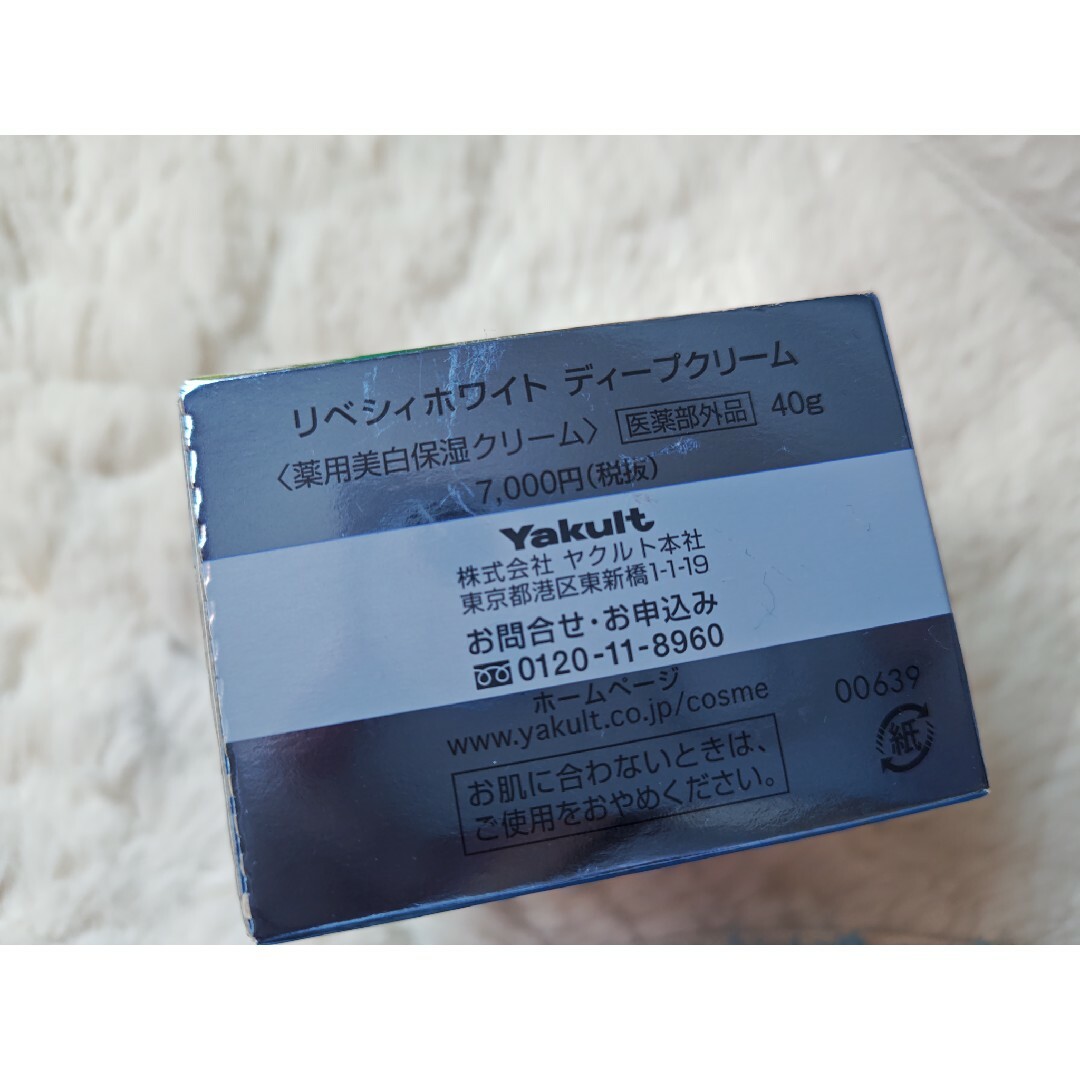 リベシィホワイト ディープクリーム
〈薬用美白保湿クリーム〉 医薬部外品 40g
7,000円(税抜)
Yakult
株式会社 ヤクルト本社
東京都港区東新橋1-1-19
お問合せ・お申込み
0120-11-8960
ホームページ
www.yakult.co.jp/cosme
00639
紙
お肌に合わないときは、
ご使用をおやめください。